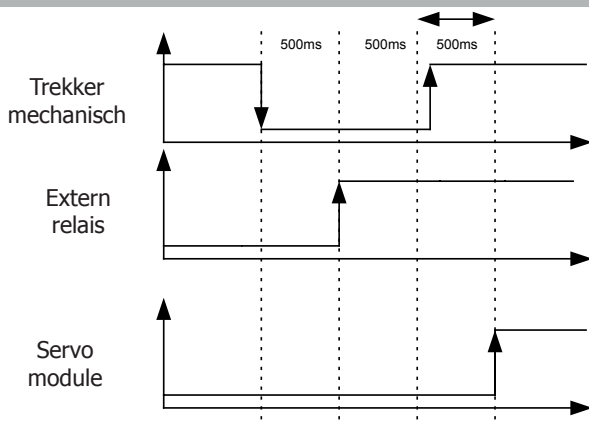 500ms 500ms 500ms
Trekker
mechanisch
Extern
relais
Servo
module